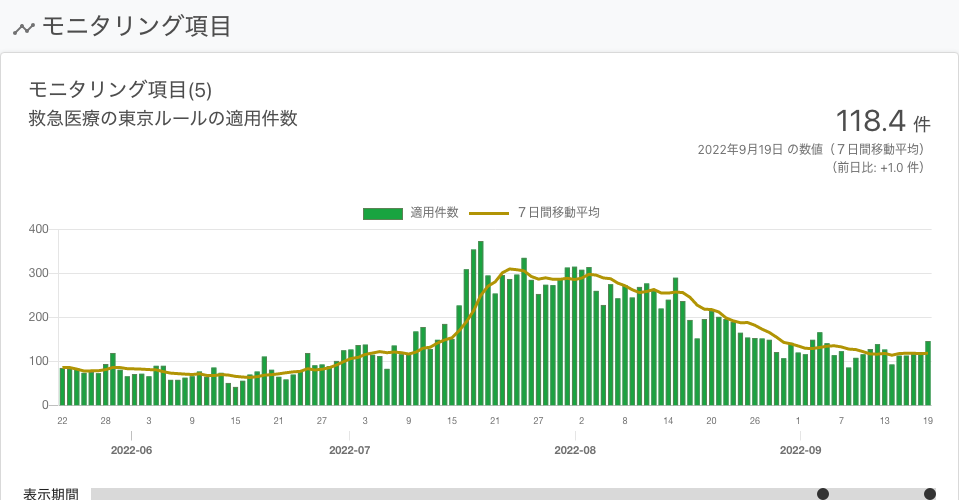 モニタリング項目
モニタリング項目(5)
救急医療の東京ルールの適用件数
118.4 件
2022年9月19日 の数値（７日間移動平均）
（前日比: +1.0 件）
適用件数 ７日間移動平均
400
300
200
100
0
22 28 3 9 15 21 27 3 9 15 21 27 2 8 14 20 26 1 7 13 19
2022-06 2022-07 2022-08 2022-09
表示期間